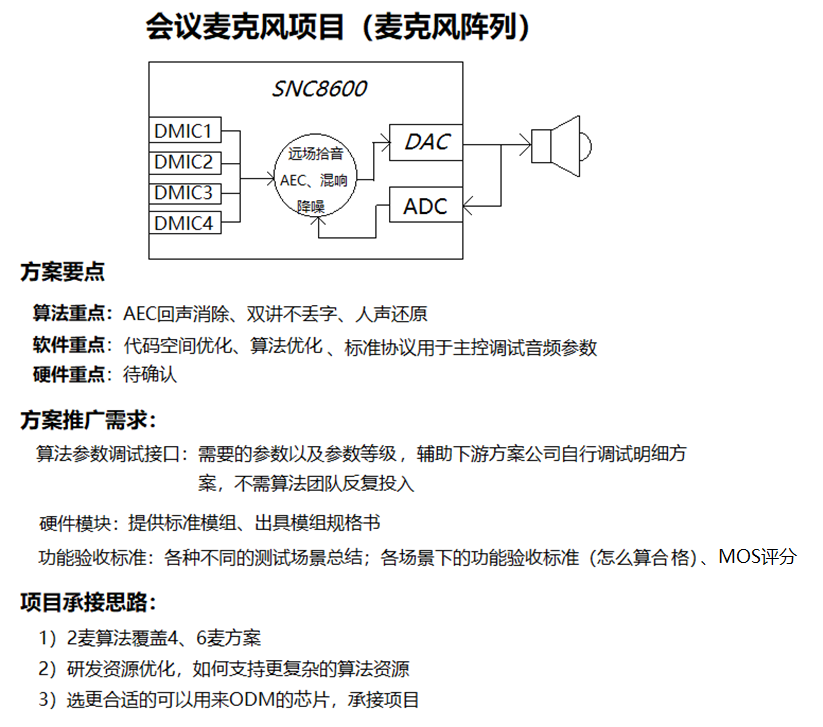 会议麦克风项目（麦克风阵列）
SNC8600
DMIC1
DMIC2
DMIC3
DMIC4
远场拾音
AEC、混响
降噪
DAC
ADC
方案要点
算法重点：AEC回声消除、双讲不丢字、人声还原
软件重点：代码空间优化、算法优化、标准协议用于主控调试音频参数
硬件重点：待确认
方案推广需求：
算法参数调试接口：需要的参数以及参数等级，辅助下游方案公司自行调试明细方
案，不需算法团队反复投入
硬件模块：提供标准模组、出具模组规格书
功能验收标准：各种不同的测试场景总结；各场景下的功能验收标准（怎么算合格）、MOS评分
项目承接思路：
1）2麦算法覆盖4、6麦方案
2）研发资源优化，如何支持更复杂的算法资源
3）选更合适的可以用来ODM的芯片，承接项目